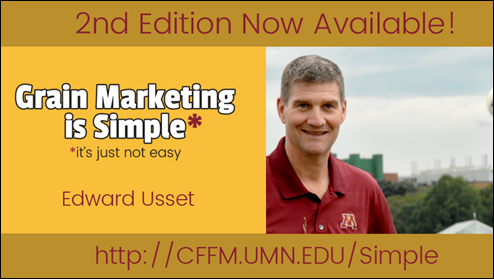 2nd Edition Now Available!
Grain Marketing
is Simple*
*it's just not easy
Edward Usset
http://CFFM.UMN.EDU/Simple
M